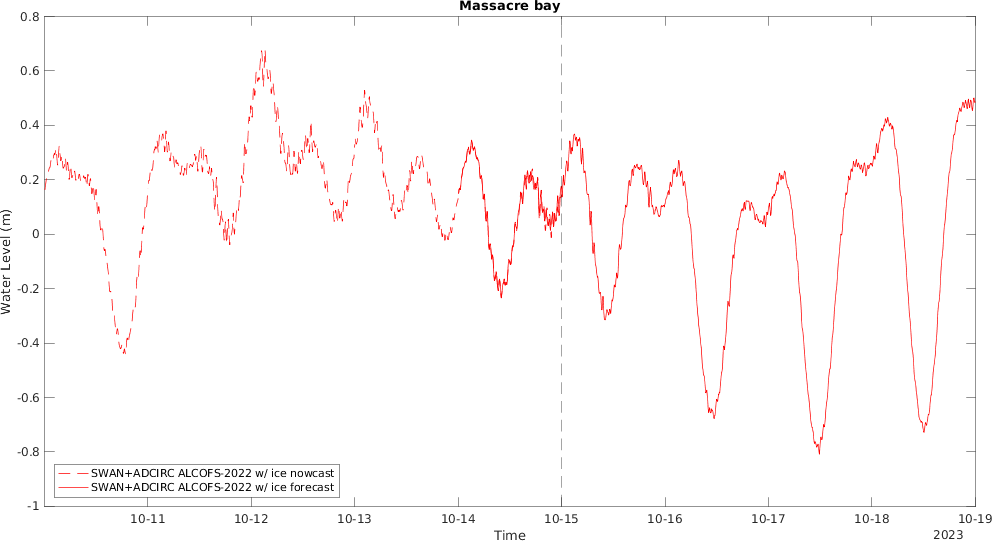 Massacre bay
0.8
0.6
0.4
0.2
0
-0.2
-0.4
-0.6
-0.8
-1
Water Level (m)
SWAN+ADCIRC ALCOFS-2022 w/ ice nowcast
SWAN+ADCIRC ALCOFS-2022 w/ ice forecast
10-11 10-12 10-13 10-14 10-15 10-16 10-17 10-18 10-19
Time
2023